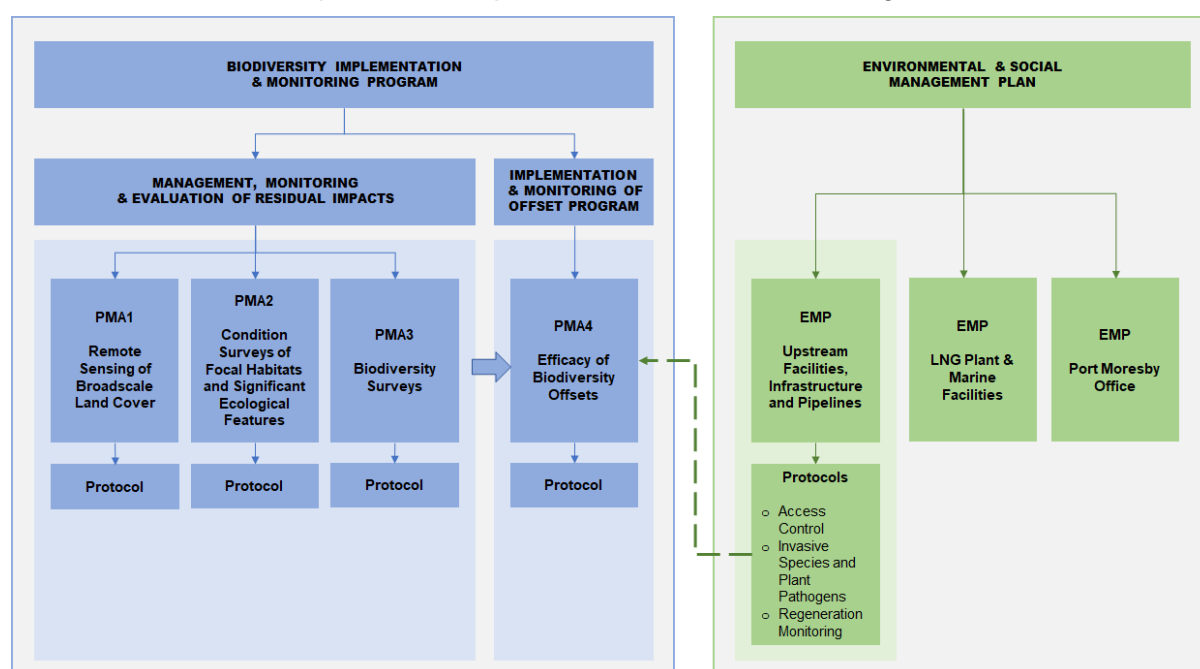 BIODIVERSITY IMPLEMENTATION
& MONITORING PROGRAM
MANAGEMENT, MONITORING
& EVALUATION OF RESIDUAL IMPACTS
IMPLEMENTATION
& MONITORING OF
OFFSET PROGRAM
PMA1
Remote
Sensing of
Broadscale
Land Cover
PMA2
Condition
Surveys of
Focal Habitats
and Significant
Ecological
Features
PMA3
Biodiversity
Surveys
PMA4
Efficacy of
Biodiversity
Offsets
Protocol
Protocol
Protocol
Protocol
ENVIRONMENTAL & SOCIAL
MANAGEMENT PLAN
EMP
Upstream
Facilities,
Infrastructure
and Pipelines
EMP
LNG Plant &
Marine
Facilities
EMP
Port Moresby
Office
Protocols
o Access
Control
o Invasive
Species and
Plant
Pathogens
o Regeneration
Monitoring